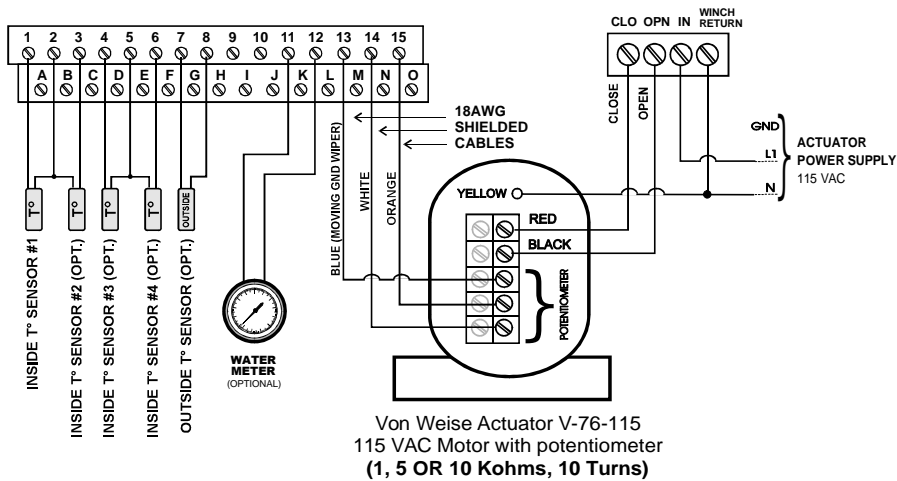 1 2 3 4 5 6 7 8 9 10 11 12 13 14 15
A B C D E F G H I J K L M N O
CLO OPN IN WINCH RETURN
CLOSE
OPEN
18AWG
SHIELDED
CABLES
GND
L1
N
ACTUATOR
POWER SUPPLY
115 VAC
BLUE (MOVING GND WIPER)
WHITE
ORANGE
YELLOW
RED
BLACK
POTENTIOMETER
T°
T°
T°
T°
OUTSIDE
INSIDE T° SENSOR #1
INSIDE T° SENSOR #2 (OPT.)
INSIDE T° SENSOR #3 (OPT.)
INSIDE T° SENSOR #4 (OPT.)
OUTSIDE T° SENSOR (OPT.)
WATER
METER
(OPTIONAL)
Von Weise Actuator V-76-115
115 VAC Motor with potentiometer
(1, 5 OR 10 Kohms, 10 Turns)